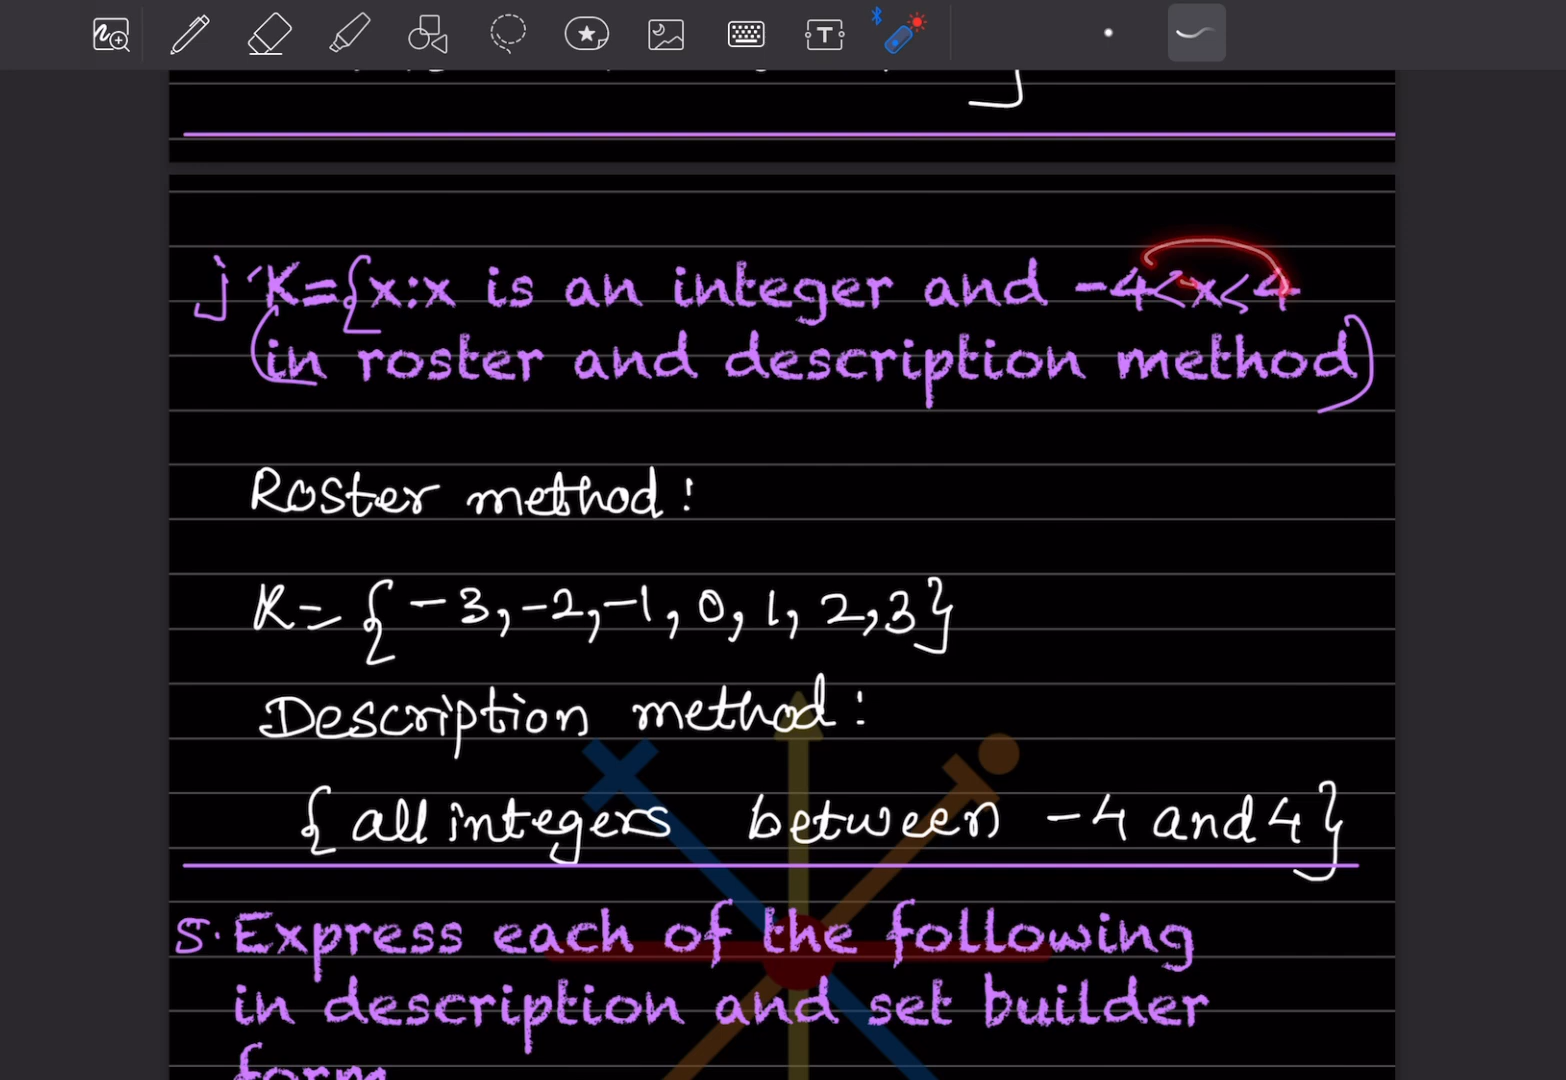 j K={x:x is an integer and -4<x<4
(in roster and description method)
Roster method:
K= { -3, -2, -1, 0, 1, 2, 3}
Description method:
{ all integers between -4 and 4}
5. Express each of the following
in description and set builder
form